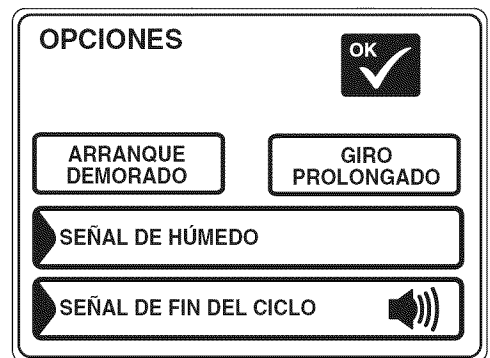 OPCIONES
OK
ARRANQUE
DEMORADO
GIRO
PROLONGADO
SEÑAL DE HÚMEDO
SEÑAL DE FIN DEL CICLO